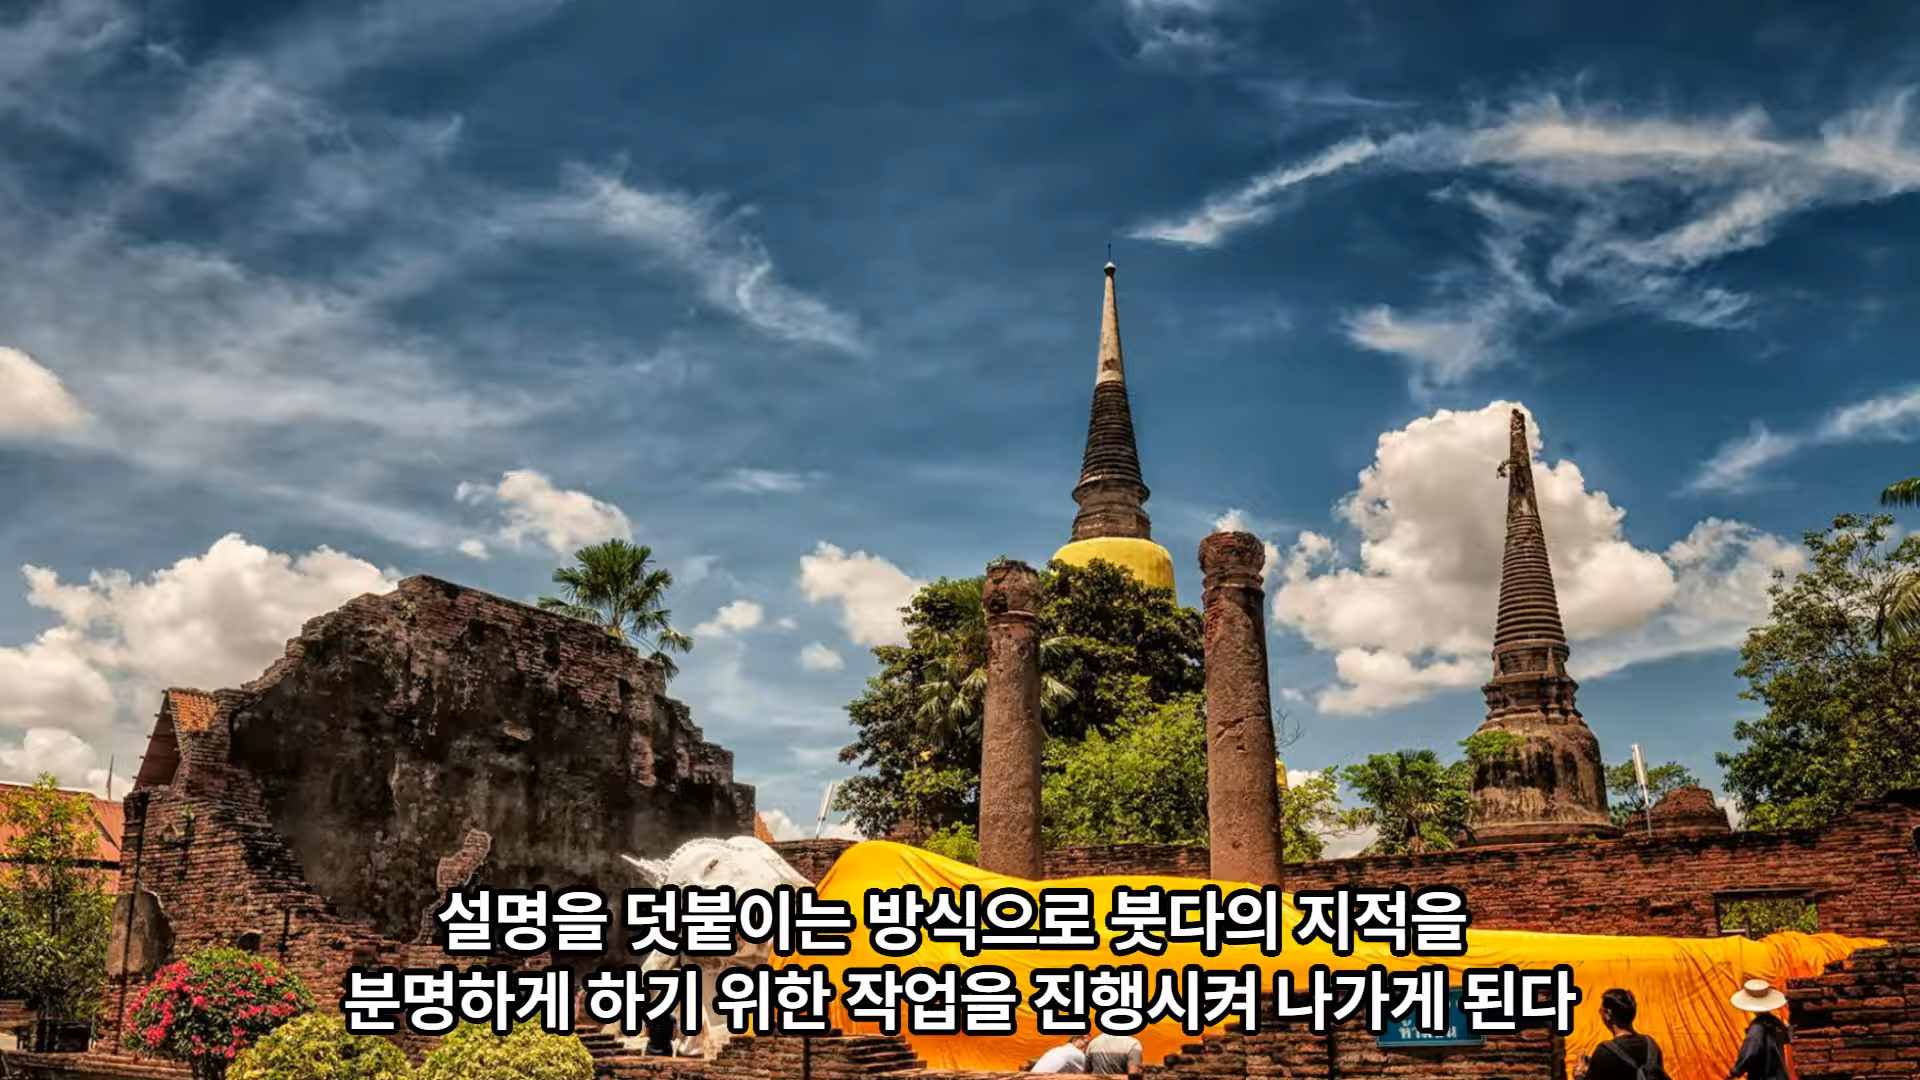 설명을 덧붙이는 방식으로 붓다의 지적을
분명하게 하기 위한 작업을 진행시켜 나가게 된다